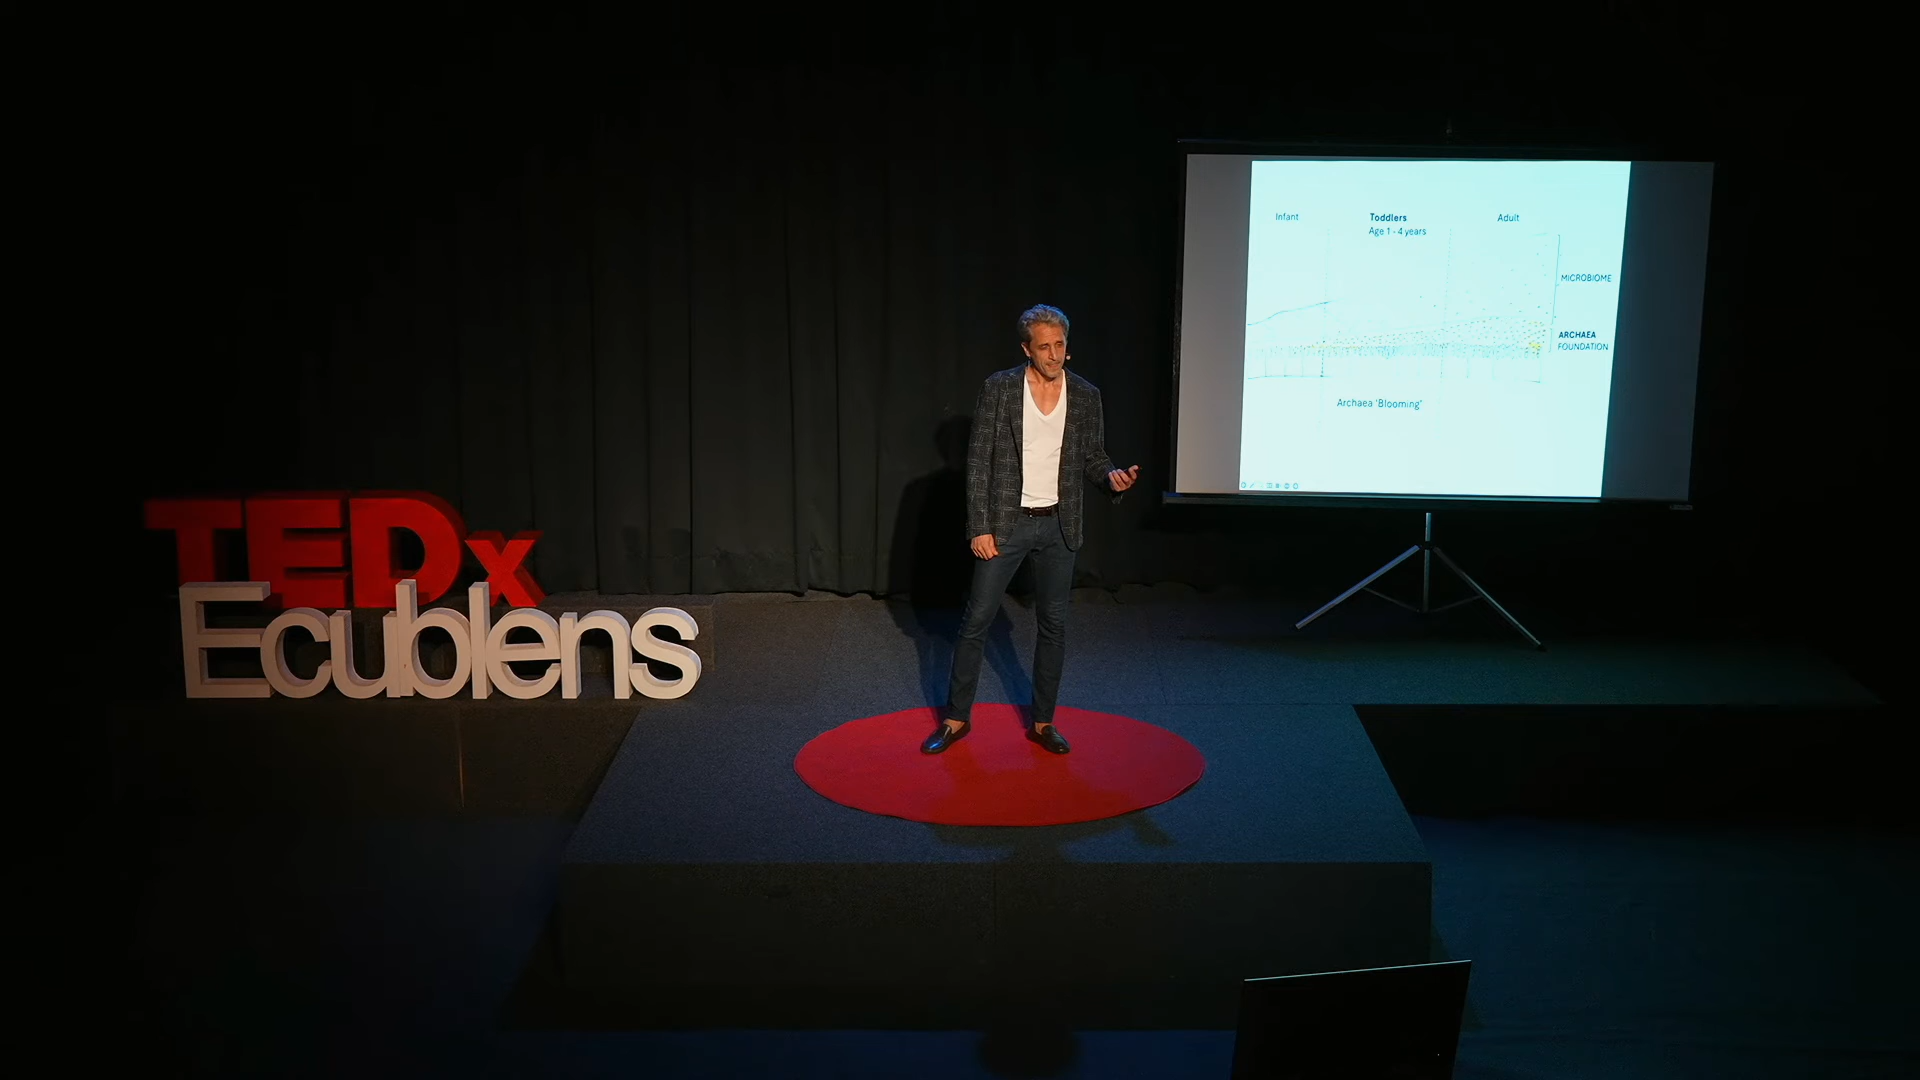 TEDx
Ecublens
Infant
Toddlers
Adult
Age 1 - 4 years
MICROBIOME
ARCHAEA
FOUNDATION
Archaea 'Blooming'